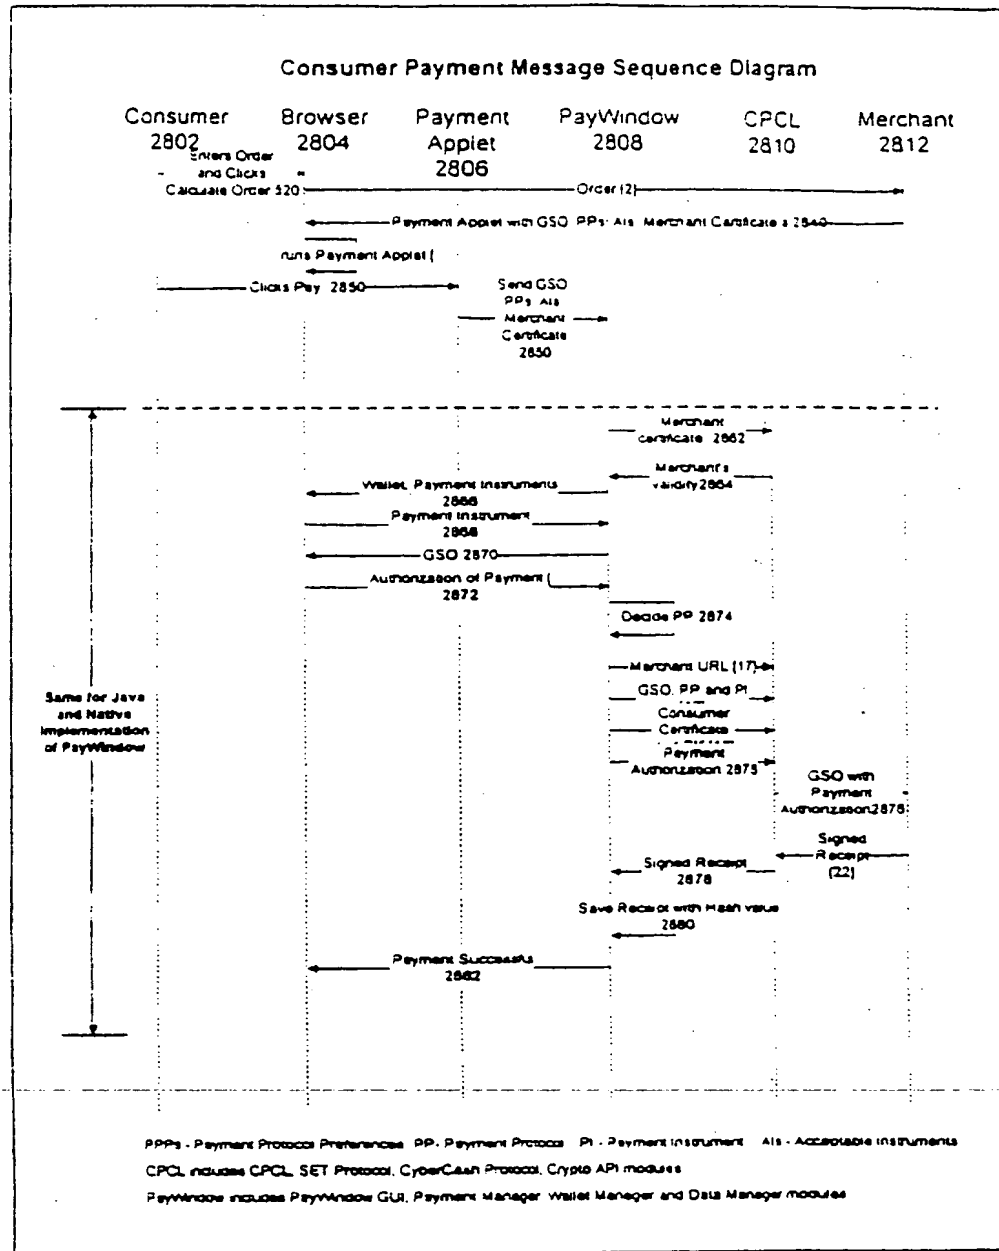 Consumer Payment Message Sequence Diagram
Consumer Browser Payment PayWindow CPCL Merchant
2802 2804 Applet 2808 2810 2812
2806
Enters Order
and Clicks
Calculate Order
Order
Payment Applet with GSO, PPs, AIs, Merchant Certificate 2840
runs Payment Applet (
Clicks Pay 2850
Send GSO
PPs, AIs
Merchant
Certificate
2850
Merchant
certificate 2862
Merchant's
validity 2864
Wallet, Payment Instruments
2866
Payment Instrument
2868
GSO 2870
Authorization of Payment (
2872
Decide PP 2874
Merchant URL (17)
GSO, PP and PI
Consumer
Certificate
Payment
Authorization 2875
Same for Java
and Native
Implementation
of PayWindow
GSO with
Payment
Authorization 2876
Signed
Receipt
(22)
Signed Receipt
2878
Save Receipt with Hash value
2880
Payment Successful
2882
PPPs - Payment Protocol Preferences PP - Payment Protocol PI - Payment Instrument AIs - Acceptable Instruments
CPCL includes CPCL, SET Protocol, CyberCash Protocol, Crypto API modules
PayWindow includes PayWindow GUI, Payment Manager, Wallet Manager and Data Manager modules